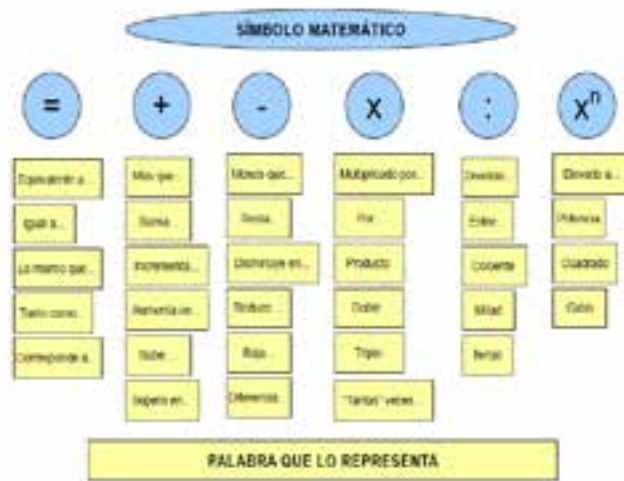 SÍMBOLO MATEMÁTICO
= + - x : xⁿ
Equivalente a...
Igual a...
Lo mismo que...
Tanto como...
Corresponde a...
Más que...
Suma...
Incrementa...
Aumenta en...
Sube...
Supera en...
Menos que...
Resta...
Disminuye en...
Reduce...
Baja...
Diferencia...
Multiplicado por...
Por
Producto
Doble
Triple
"Tantas" veces...
Entre
Cociente
Mitad
Tercio
Elevado a...
Potencia
Cuadrado
Cubo
PALABRA QUE LO REPRESENTA